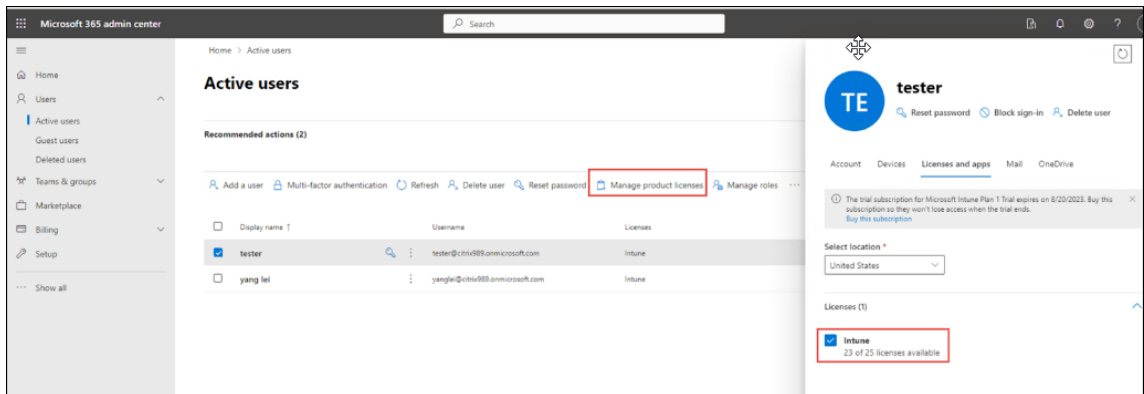 Microsoft 365 admin center
Search
?
Home
Users
Active users
Guest users
Deleted users
Teams & groups
Marketplace
Billing
Setup
Show all
Home > Active users
Active users
Recommended actions (2)
Add a user Multi-factor authentication Refresh Delete user Reset password Manage product licenses Manage roles ...
Display name ↑ Username Licenses
tester tester@citrix989.onmicrosoft.com Intune
yang lei yanglei@citrix989.onmicrosoft.com Intune
TE
tester
Reset password Block sign-in Delete user
Account Devices Licenses and apps Mail OneDrive
The trial subscription for Microsoft Intune Plan 1 Trial expires on 8/20/2023. Buy this
subscription so they won't lose access when the trial ends.
Buy this subscription
Select location *
United States
Licenses (1)
Intune
23 of 25 licenses available